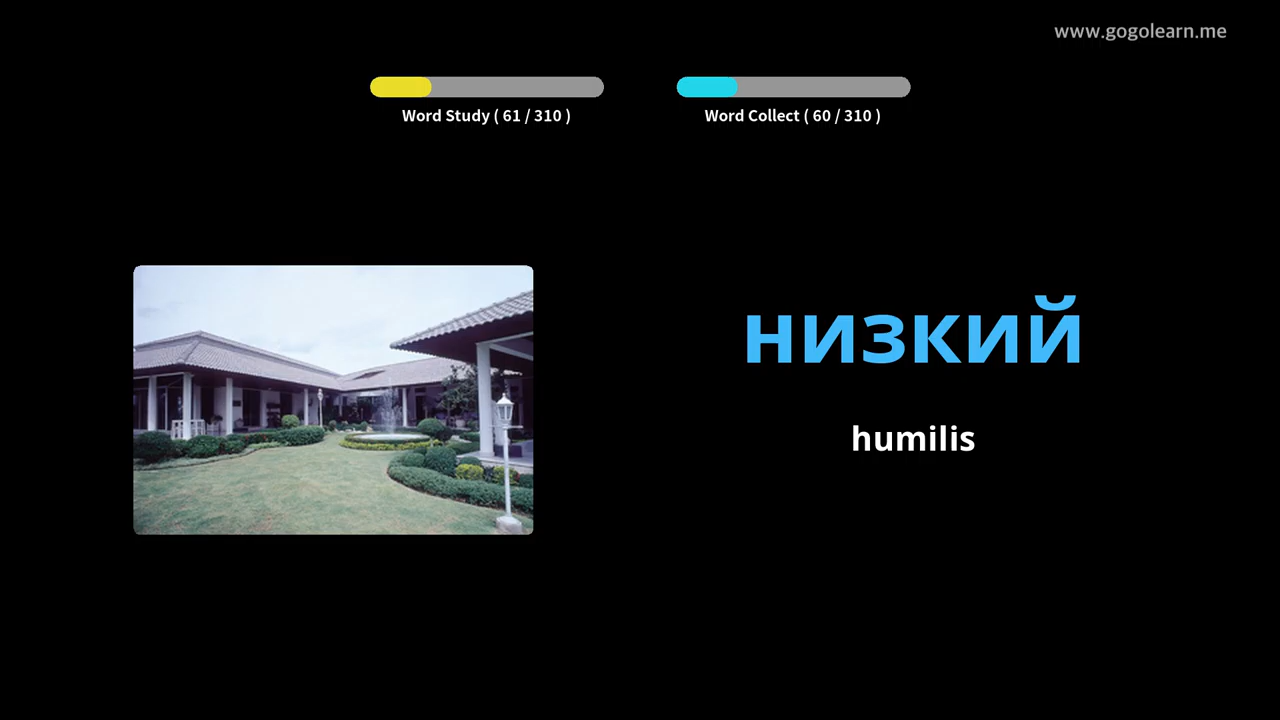 www.gogolearn.me
Word Study ( 61 / 310 )
Word Collect ( 60 / 310 )
низкий
humilis